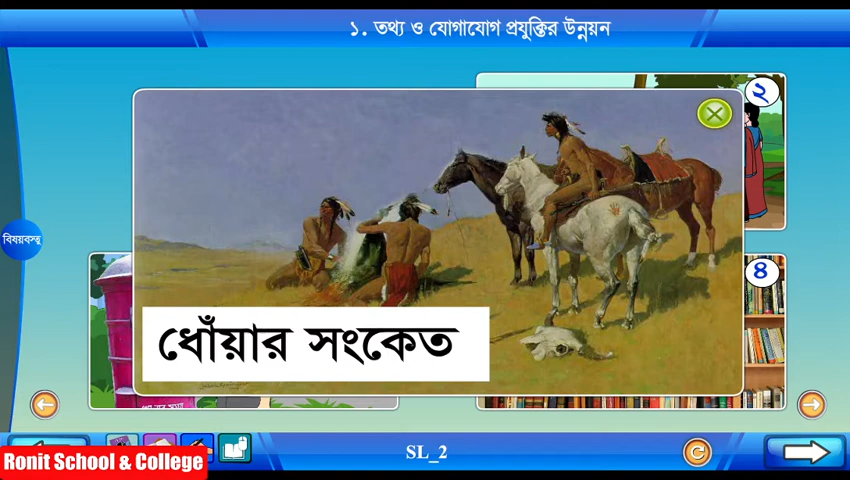 ১. তথ্য ও যোগাযোগ প্রযুক্তির উন্নয়ন
২
বিষয়বস্তু
৪
ধোঁয়ার সংকেত
SL_2
Ronit School & College